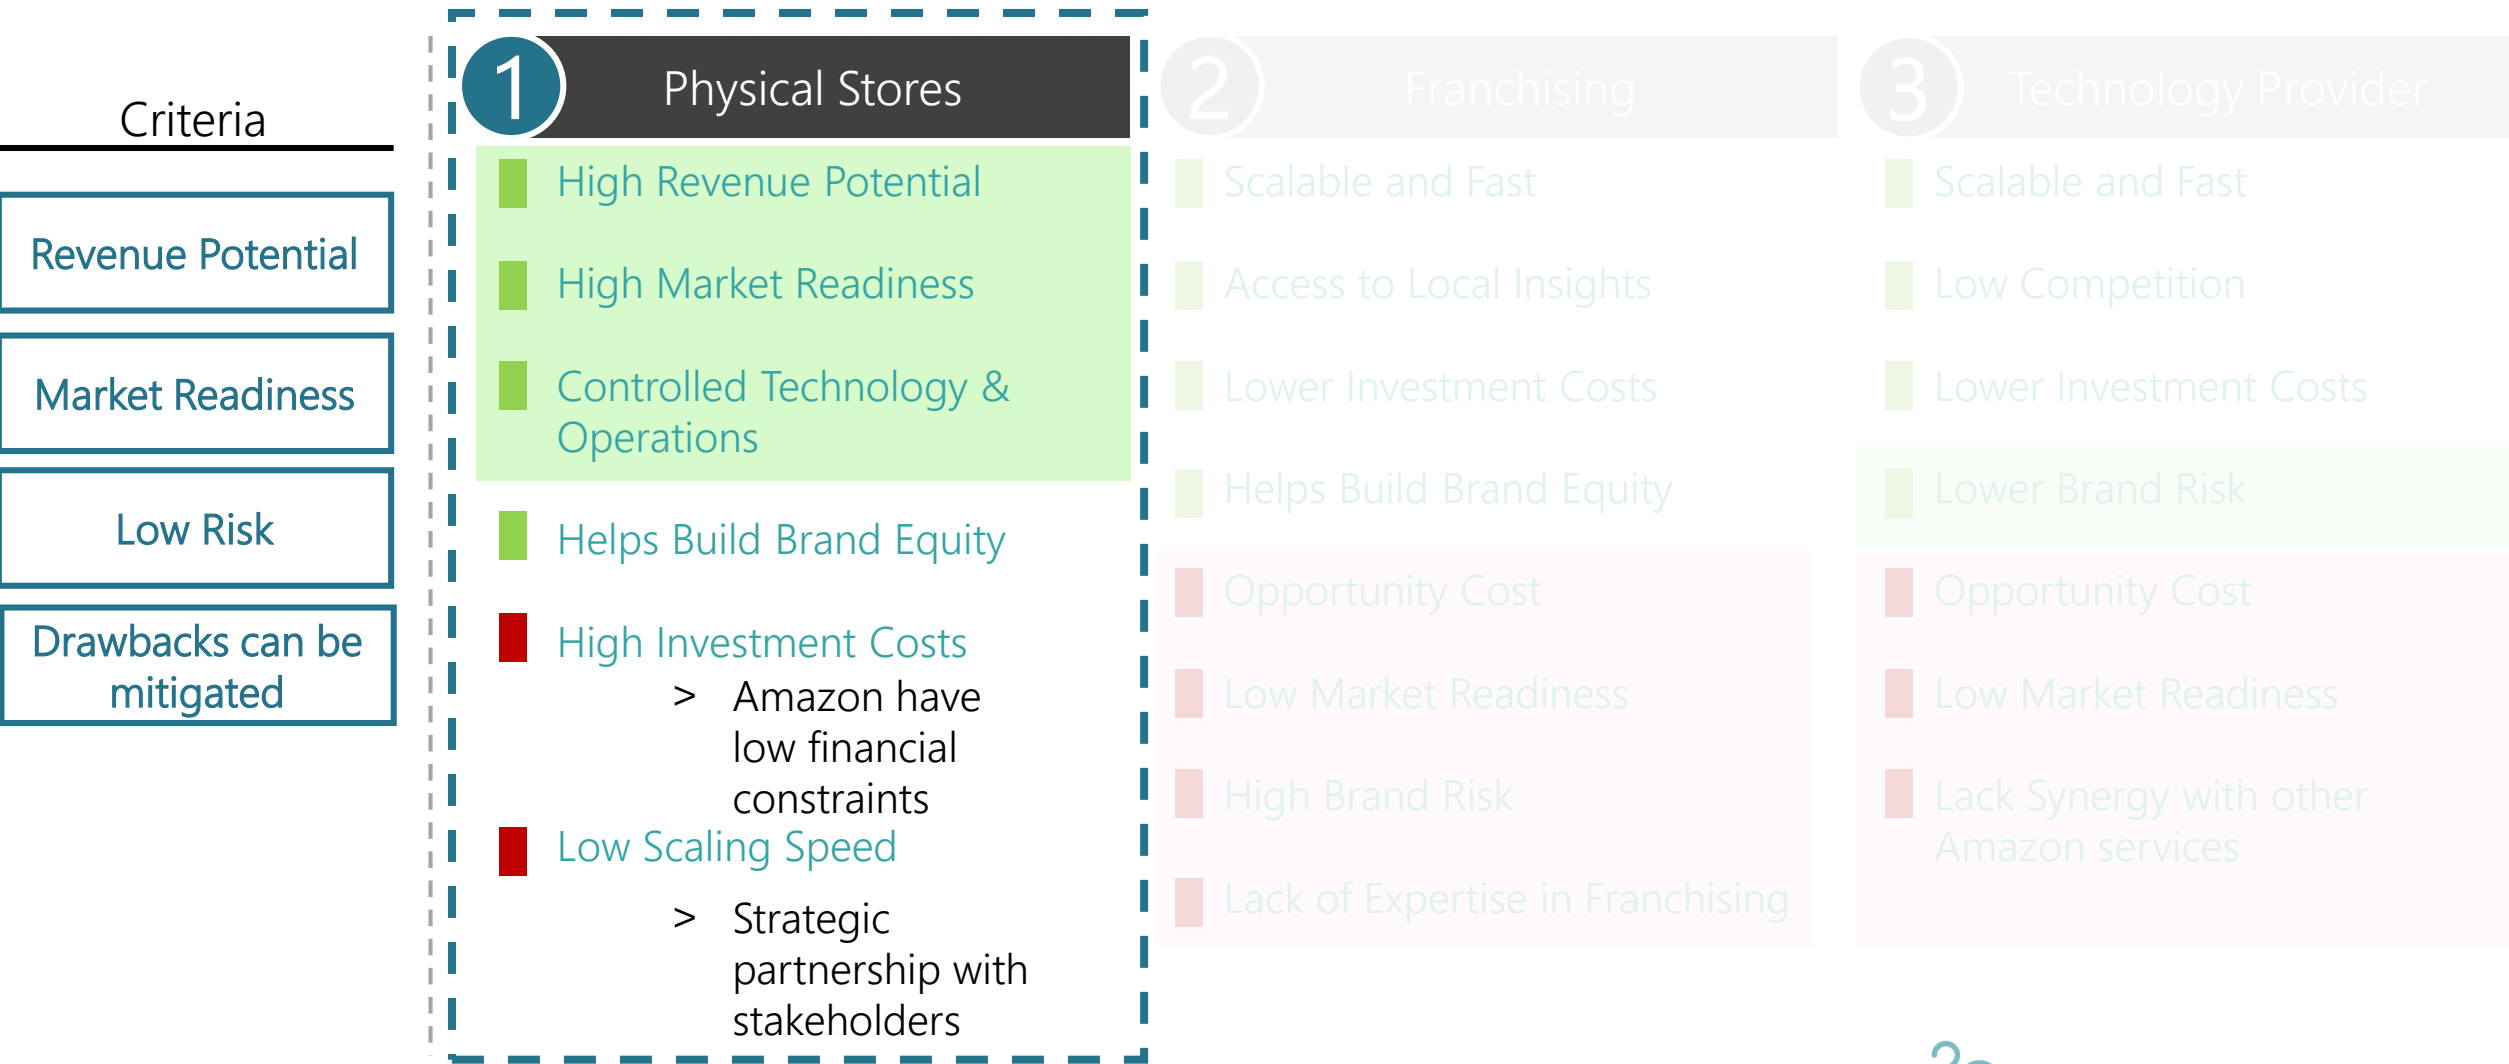 Criteria
Revenue Potential
Market Readiness
Low Risk
Drawbacks can be
mitigated
1
Physical Stores
High Revenue Potential
High Market Readiness
Controlled Technology &
Operations
Helps Build Brand Equity
High Investment Costs
> Amazon have
low financial
constraints
Low Scaling Speed
> Strategic
partnership with
stakeholders
2
Franchising
Scalable and Fast
Access to Local Insights
Lower Investment Costs
Helps Build Brand Equity
Opportunity Cost
Low Market Readiness
High Brand Risk
Lack of Expertise in Franchising
3
Technology Provider
Scalable and Fast
Low Competition
Lower Investment Costs
Lower Brand Risk
Opportunity Cost
Low Market Readiness
Lack Synergy with other
Amazon services